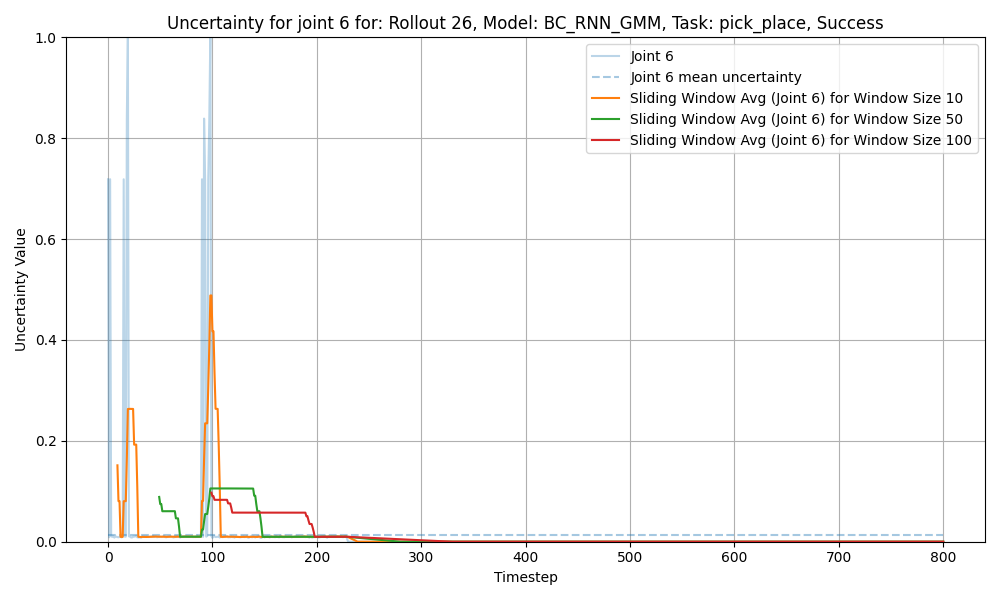 Uncertainty for joint 6 for: Rollout 26, Model: BC_RNN_GMM, Task: pick_place, Success
Uncertainty Value
1.0
0.8
0.6
0.4
0.2
0.0
Joint 6
Joint 6 mean uncertainty
Sliding Window Avg (Joint 6) for Window Size 10
Sliding Window Avg (Joint 6) for Window Size 50
Sliding Window Avg (Joint 6) for Window Size 100
0 100 200 300 400 500 600 700 800
Timestep